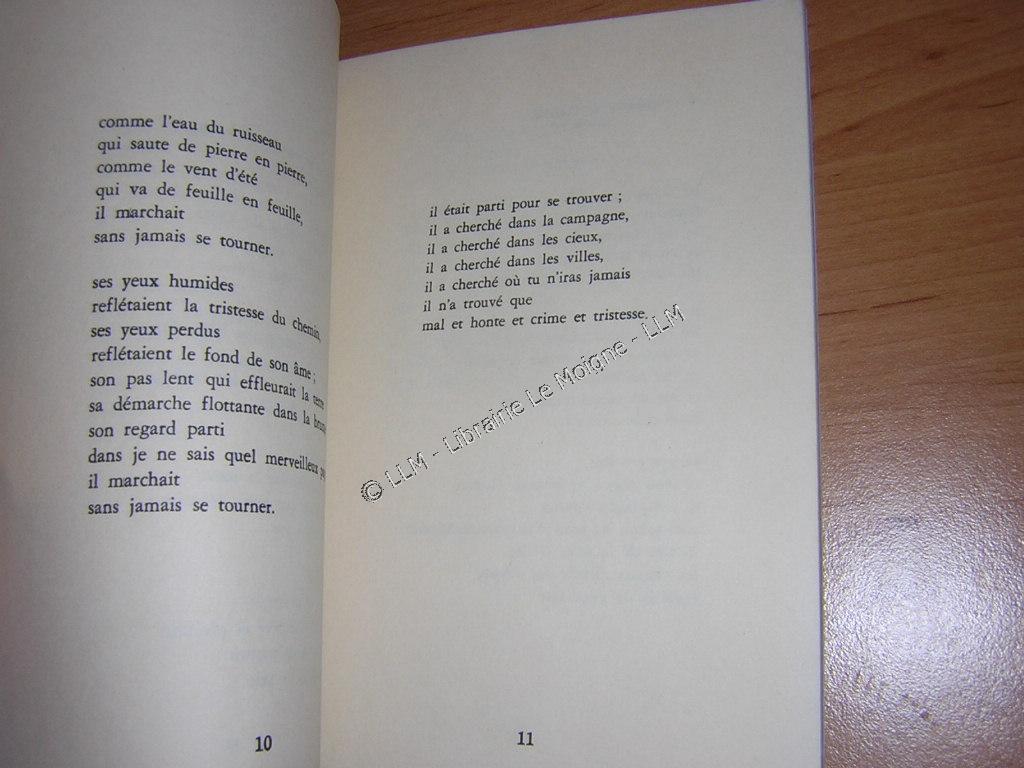 comme l'eau du ruisseau
qui saute de pierre en pierre,
comme le vent d'été
qui va de feuille en feuille,
il marchait
sans jamais se tourner.
ses yeux humides
reflétaient la tristesse du chemin,
ses yeux perdus
reflétaient le fond de son âme ;
son pas lent qui effleurait la terre
sa démarche flottante dans la
son regard parti
dans je ne sais quel merveilleux
il marchait
sans jamais se tourner.
10
il était parti pour se trouver ;
il a cherché dans la campagne,
il a cherché dans les cieux,
il a cherché dans les villes,
il a cherché où tu n'iras jamais
il n'a trouvé que
mal et honte et crime et tristesse.
© LLM - Librairie Le Moigne - LLM
11